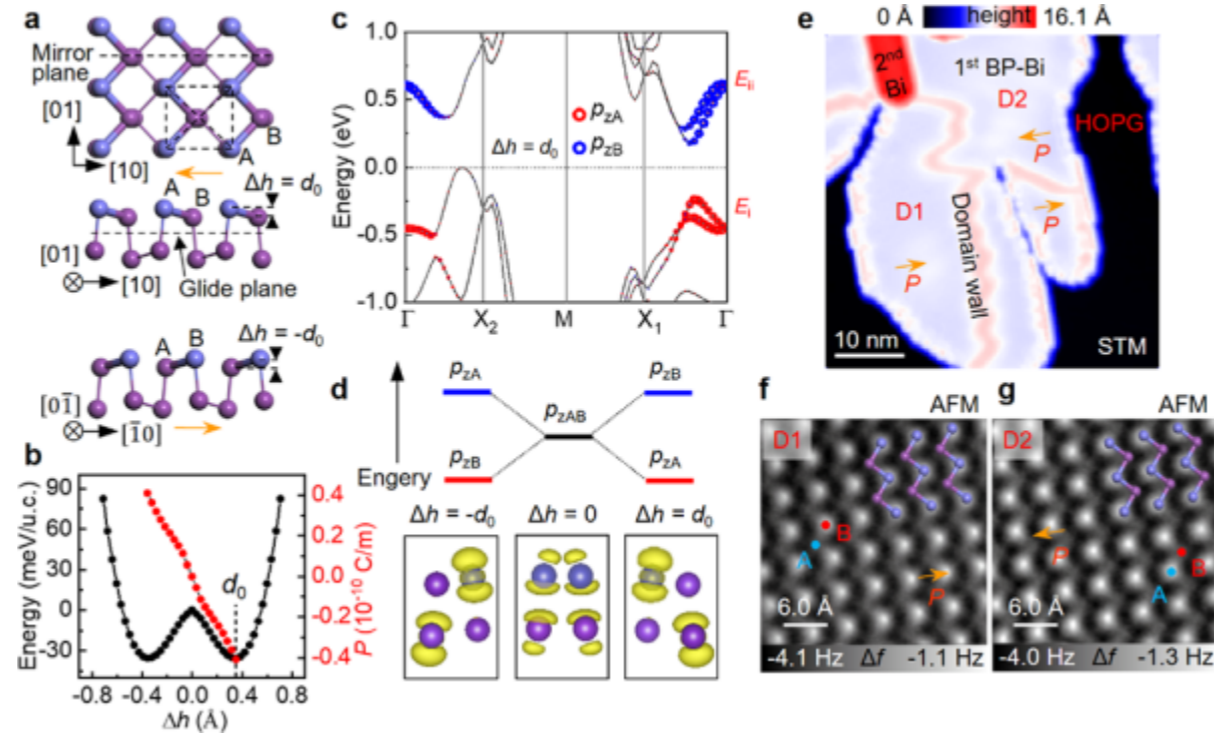 a
Mirror
plane
[01]
[10]
B
A
A
B
Δh = d₀
[01]
[10]
Glide plane
A
B
Δh = -d₀
[01̄]
[1̄0]
b
Energy (meV/u.c.)
90
60
30
0
-30
d₀
0.4
0.2
0.0
-0.2
-0.4
P (10⁻¹⁰ C/m)
-0.8
-0.4
0.0
0.4
0.8
Δh (Å)
c
Energy (eV)
1.0
0.5
0.0
-0.5
-1.0
pzA
pzB
Δh = d₀
Eii
Ei
Γ
X₂
M
X₁
Γ
d
pzA
pzB
pzAB
pzB
pzA
Engery
Δh = -d₀
Δh = 0
Δh = d₀
e
0 Å
height
16.1 Å
2nd
Bi
1st BP-Bi
D2
HOPG
P
D1
P
P
Domain wall
10 nm
STM
f
AFM
D1
B
A
P
6.0 Å
-4.1 Hz
Δf
-1.1 Hz
g
AFM
D2
P
B
A
6.0 Å
-4.0 Hz
Δf
-1.3 Hz